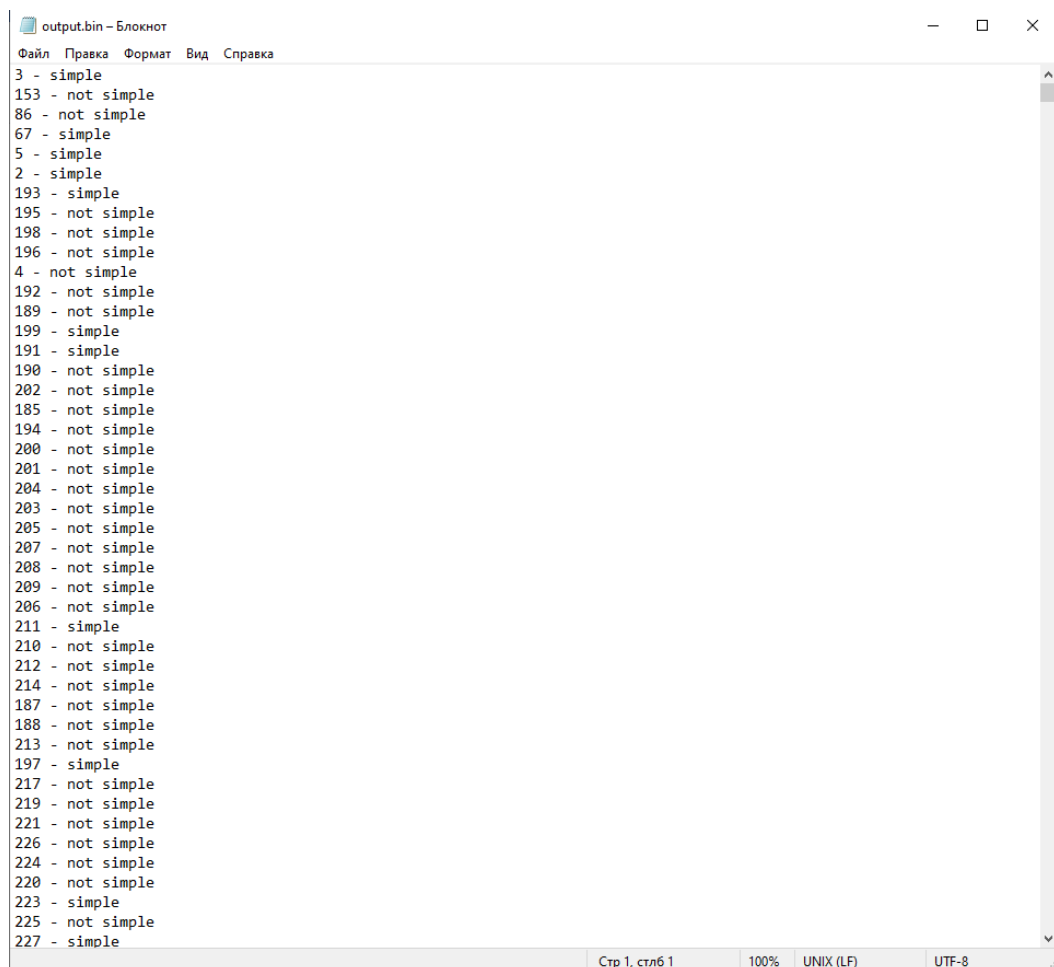 output.bin – Блокнот
Файл Правка Формат Вид Справка
3 - simple
153 - not simple
86 - not simple
67 - simple
5 - simple
2 - simple
193 - simple
195 - not simple
198 - not simple
196 - not simple
4 - not simple
192 - not simple
189 - not simple
199 - simple
191 - simple
190 - not simple
202 - not simple
185 - not simple
194 - not simple
200 - not simple
201 - not simple
204 - not simple
203 - not simple
205 - not simple
207 - not simple
208 - not simple
209 - not simple
206 - not simple
211 - simple
210 - not simple
212 - not simple
214 - not simple
187 - not simple
188 - not simple
213 - not simple
197 - simple
217 - not simple
219 - not simple
221 - not simple
226 - not simple
224 - not simple
220 - not simple
223 - simple
225 - not simple
227 - simple
Стр 1, стлб 1 100% UNIX (LF) UTF-8